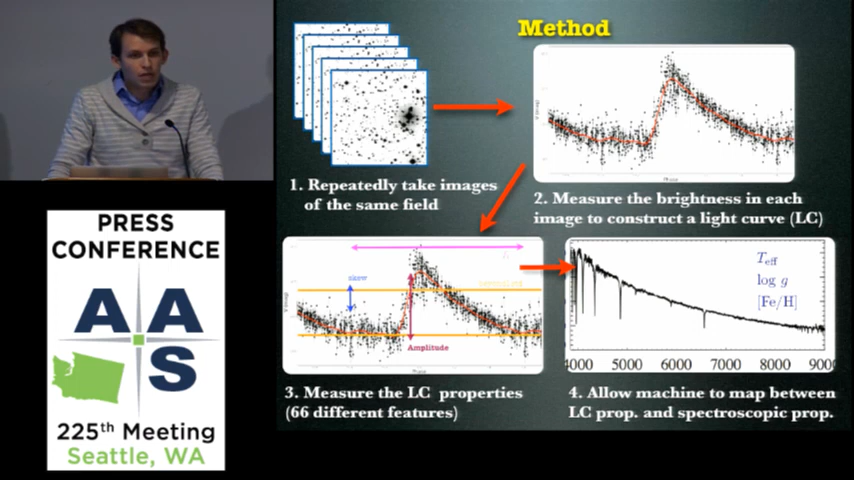 Method
1. Repeatedly take images
of the same field
2. Measure the brightness in each
image to construct a light curve (LC)
skew
Amplitude
T_eff
log g
[Fe/H]
4000 5000 6000 7000 8000 9000
3. Measure the LC properties
(66 different features)
4. Allow machine to map between
LC prop. and spectroscopic prop.
PRESS
CONFERENCE
AAS
225th Meeting
Seattle, WA